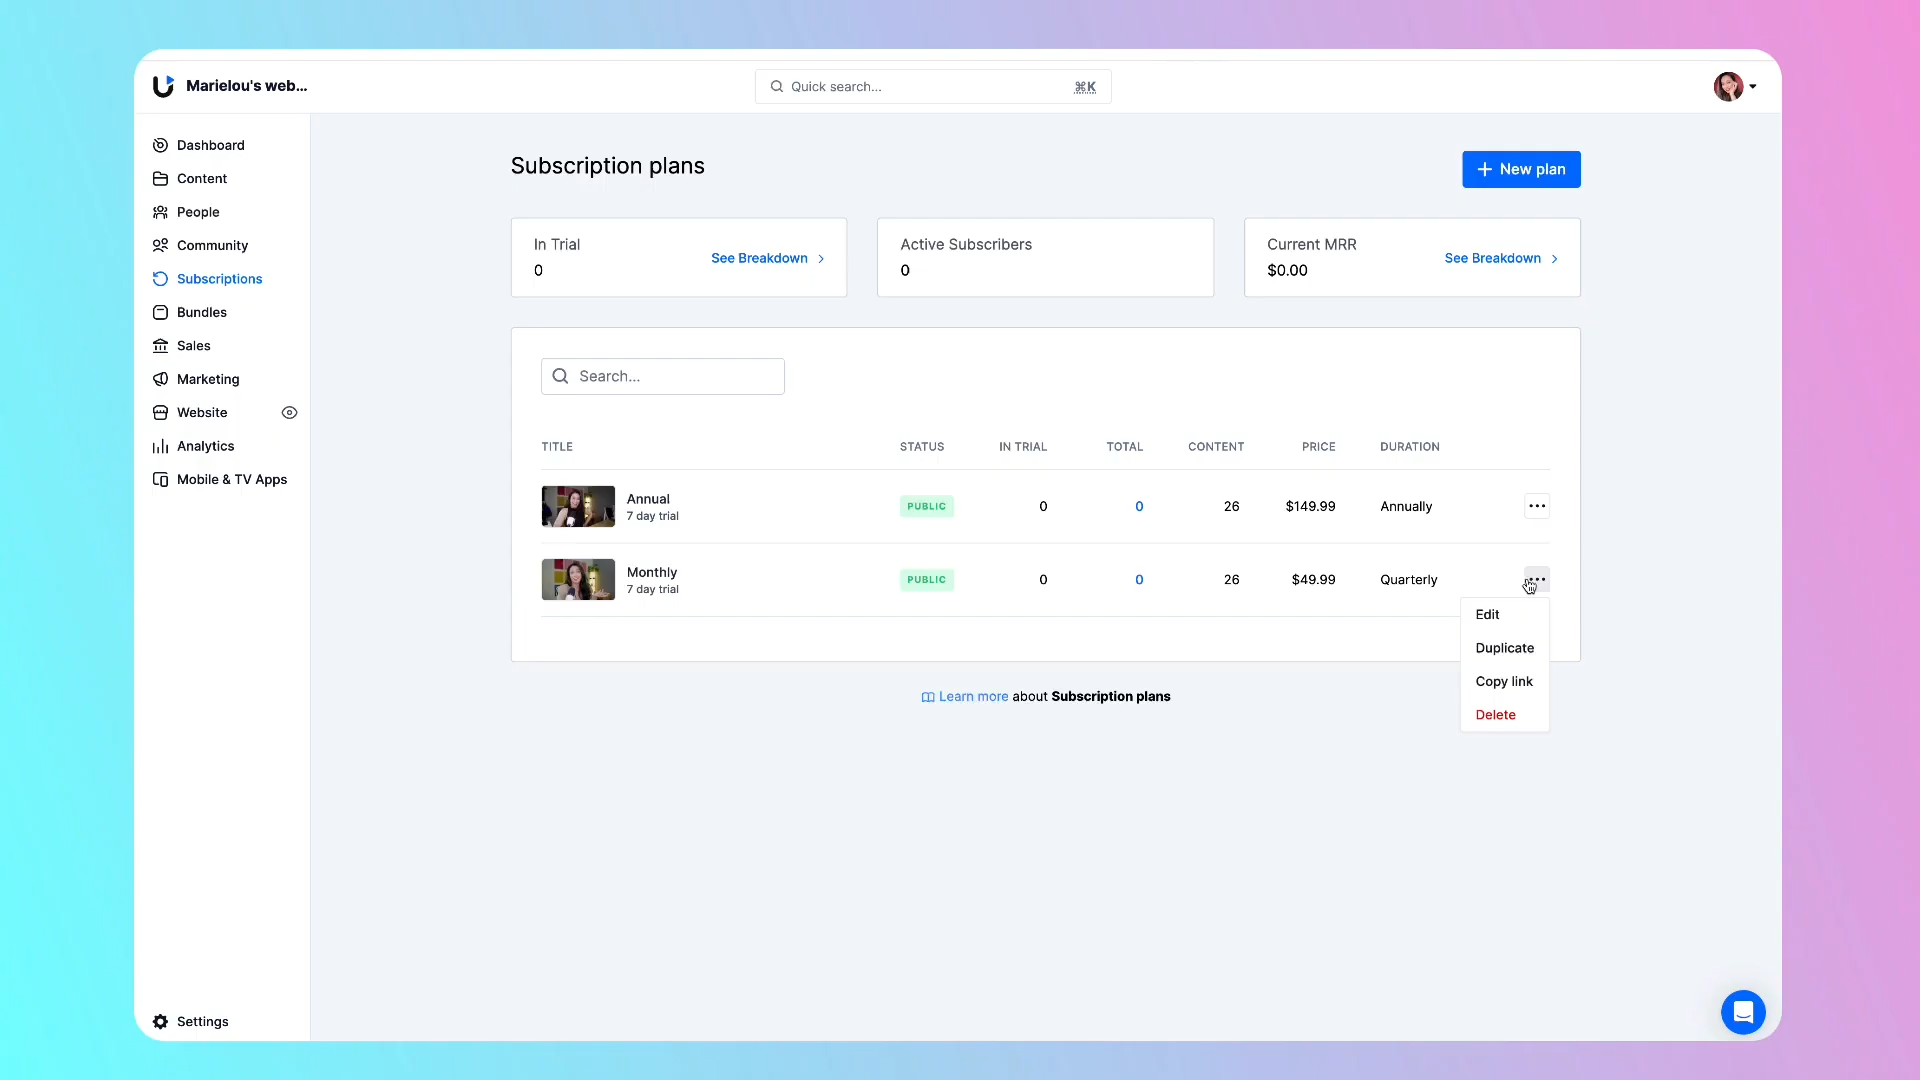 Marielou's web...
Quick search...
⌘K
Dashboard
Content
People
Community
Subscriptions
Bundles
Sales
Marketing
Website
Analytics
Mobile & TV Apps
Settings
Subscription plans
New plan
In Trial
0
See Breakdown
Active Subscribers
0
Current MRR
$0.00
See Breakdown
Search...
TITLE STATUS IN TRIAL TOTAL CONTENT PRICE DURATION
Annual
7 day trial
PUBLIC 0 0 26 $149.99 Annually
Monthly
7 day trial
PUBLIC 0 0 26 $49.99 Quarterly
Edit
Duplicate
Copy link
Delete
Learn more about Subscription plans